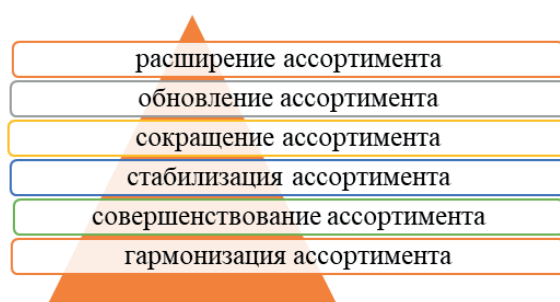 расширение ассортимента
обновление ассортимента
сокращение ассортимента
стабилизация ассортимента
совершенствование ассортимента
гармонизация ассортимента